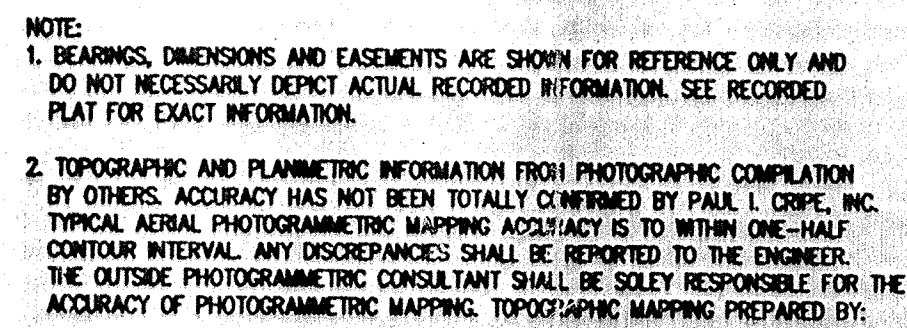 NOTE:
1. BEARINGS, DIMENSIONS AND EASEMENTS ARE SHOWN FOR REFERENCE ONLY AND
DO NOT NECESSARILY DEPICT ACTUAL RECORDED INFORMATION. SEE RECORDED
PLAT FOR EXACT INFORMATION.
2. TOPOGRAPHIC AND PLANIMETRIC INFORMATION FROM PHOTOGRAPHIC COMPILATION
BY OTHERS. ACCURACY HAS NOT BEEN TOTALLY CONFIRMED BY PAUL I. CRIPE, INC.
TYPICAL AERIAL PHOTOGRAMMETRIC MAPPING ACCURACY IS TO WITHIN ONE-HALF
CONTOUR INTERVAL. ANY DISCREPANCIES SHALL BE REPORTED TO THE ENGINEER.
THE OUTSIDE PHOTOGRAMMETRIC CONSULTANT SHALL BE SOLEY RESPONSIBLE FOR THE
ACCURACY OF PHOTOGRAMMETRIC MAPPING. TOPOGRAPHIC MAPPING PREPARED BY: